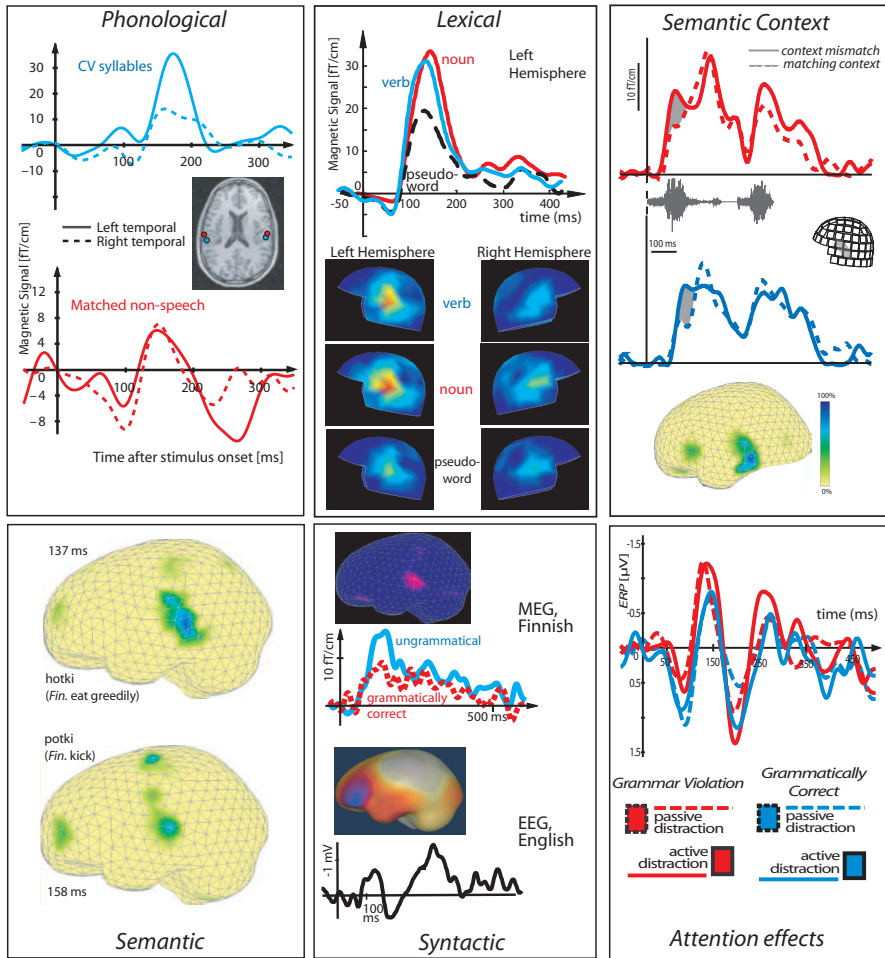 Phonological
30
20
10
0
-10
CV syllables
100
200
300
Left temporal
Right temporal
Magnetic Signal [fT/cm]
12
8
4
0
-4
-8
Matched non-speech
100
200
300
Time after stimulus onset [ms]
Lexical
Magnetic Signal [fT/cm]
30
20
10
0
noun
verb
Left
Hemisphere
pseudo-
word
-50
100
200
300
400
time (ms)
Left Hemisphere
Right Hemisphere
verb
noun
pseudo-
word
Semantic Context
10 fT/cm
context mismatch
matching context
100 ms
100%
0%
137 ms
hotki
(Fin. eat greedily)
potki
(Fin. kick)
158 ms
Semantic
MEG,
Finnish
10 fT/cm
ungrammatical
grammatically
correct
500 ms
EEG,
English
-1 mV
100
ms
Syntactic
ERP [µV]
-1.5
-0.5
0
0.5
1.5
time (ms)
50
150
250
350
450
Grammar Violation
Grammatically
Correct
passive
distraction
passive
distraction
active
distraction
active
distraction
Attention effects